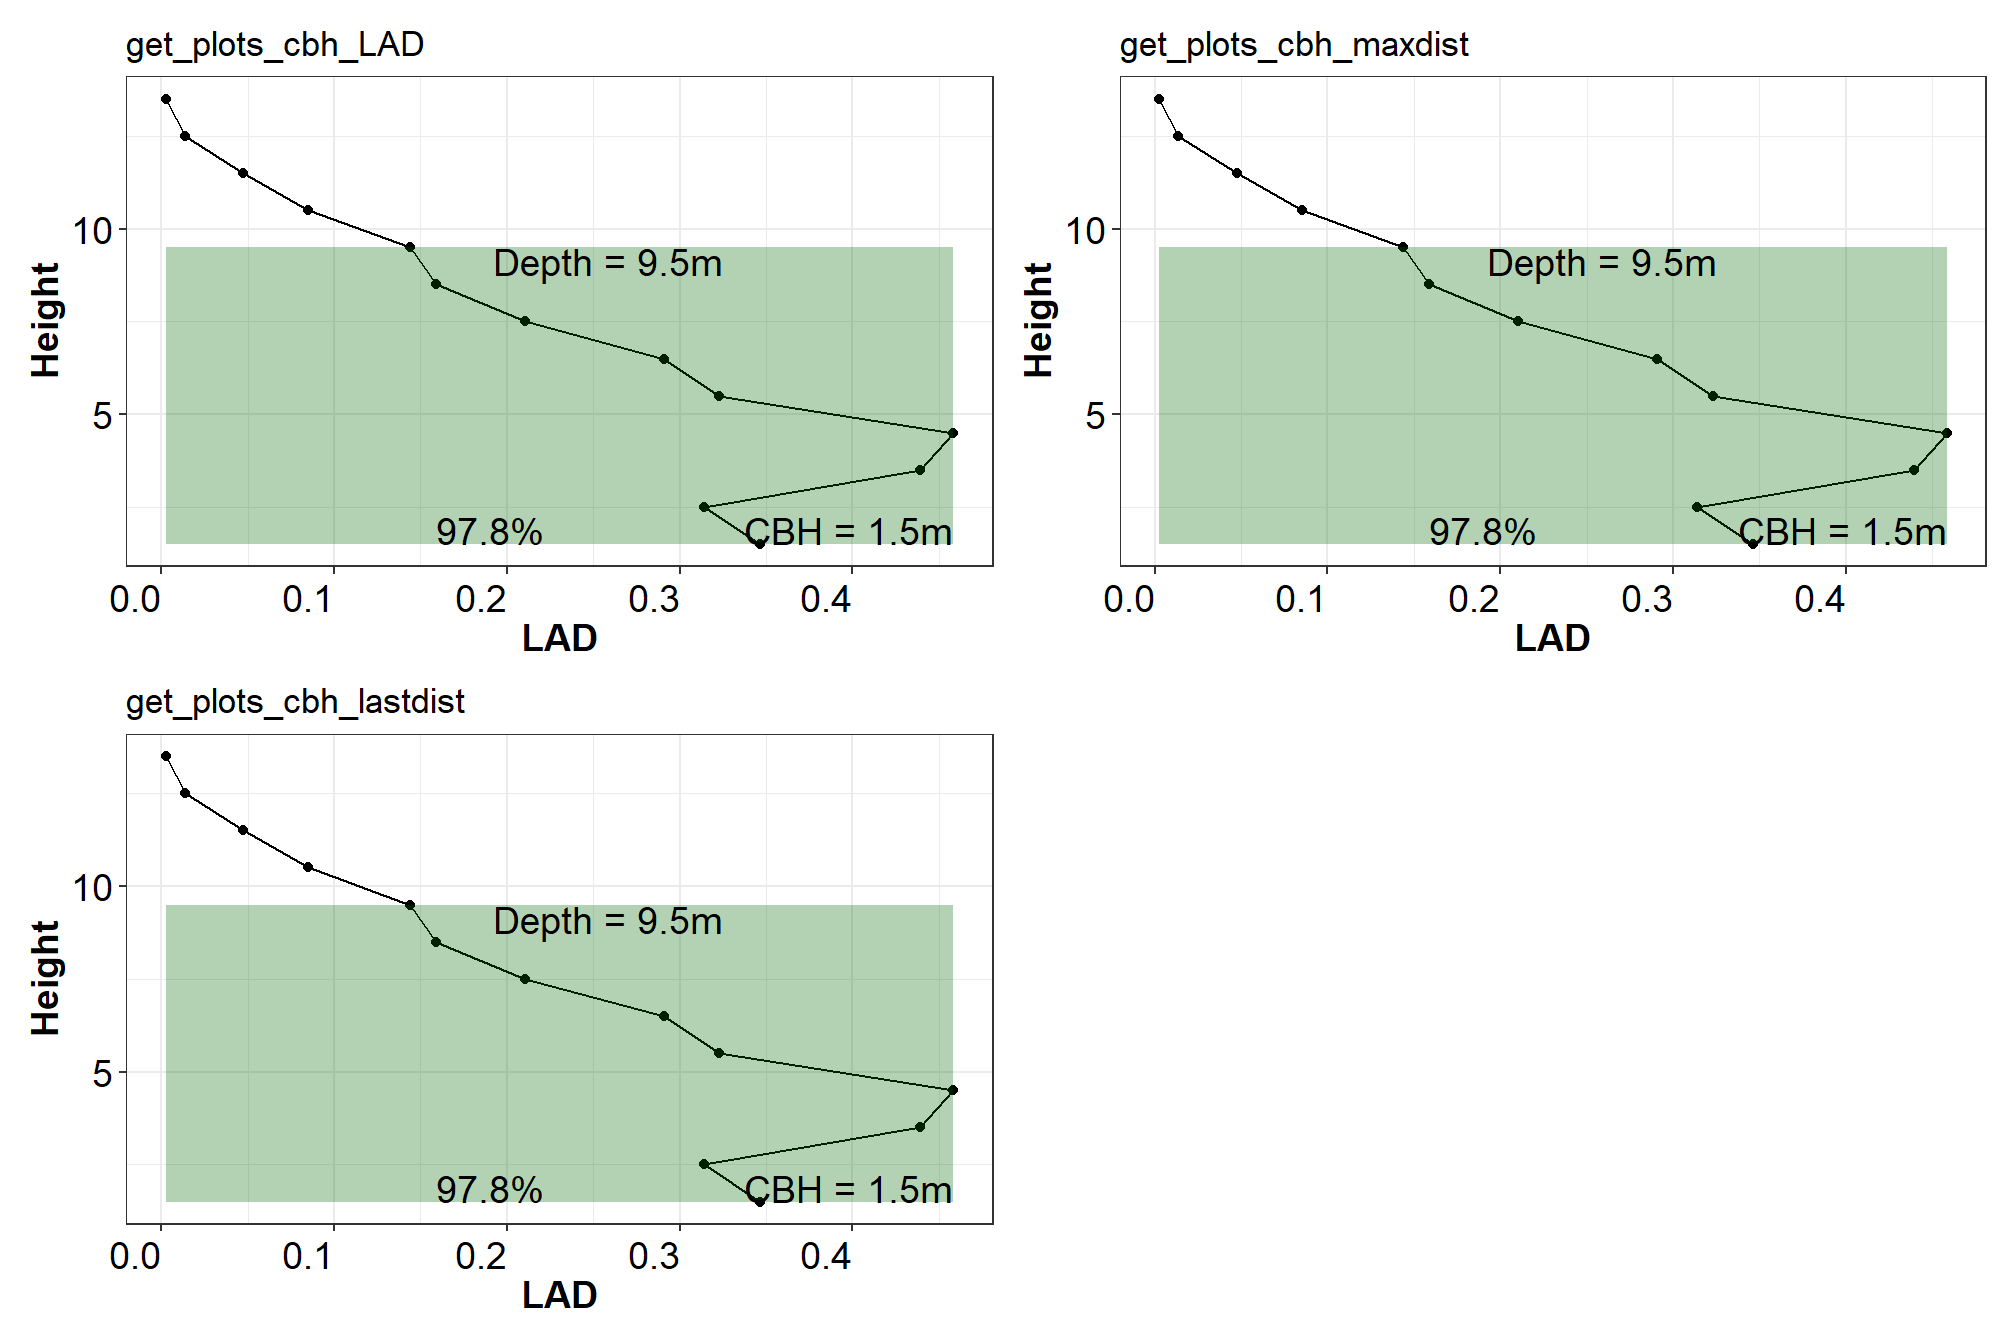 get_plots_cbh_LAD
Height
10
5
Depth = 9.5m
97.8%
CBH = 1.5m
0.0 0.1 0.2 0.3 0.4
LAD
get_plots_cbh_maxdist
Height
10
5
Depth = 9.5m
97.8%
CBH = 1.5m
0.0 0.1 0.2 0.3 0.4
LAD
get_plots_cbh_lastdist
Height
10
5
Depth = 9.5m
97.8%
CBH = 1.5m
0.0 0.1 0.2 0.3 0.4
LAD